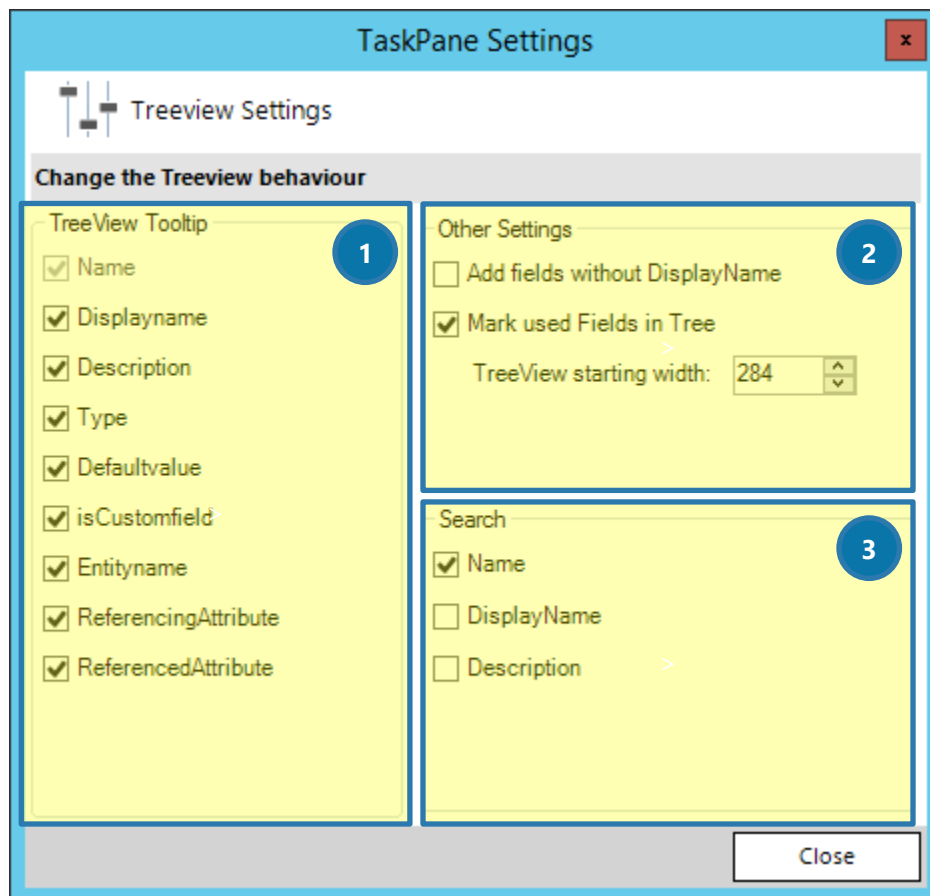 TaskPane Settings
x
Treeview Settings
Change the Treeview behaviour
TreeView Tooltip
1
Name
Displayname
Description
Type
Defaultvalue
isCustomfield
Entityname
ReferencingAttribute
ReferencedAttribute
Other Settings
2
Add fields without DisplayName
Mark used Fields in Tree
>
TreeView starting width: 284
Search
3
Name
DisplayName
Description
>
Close